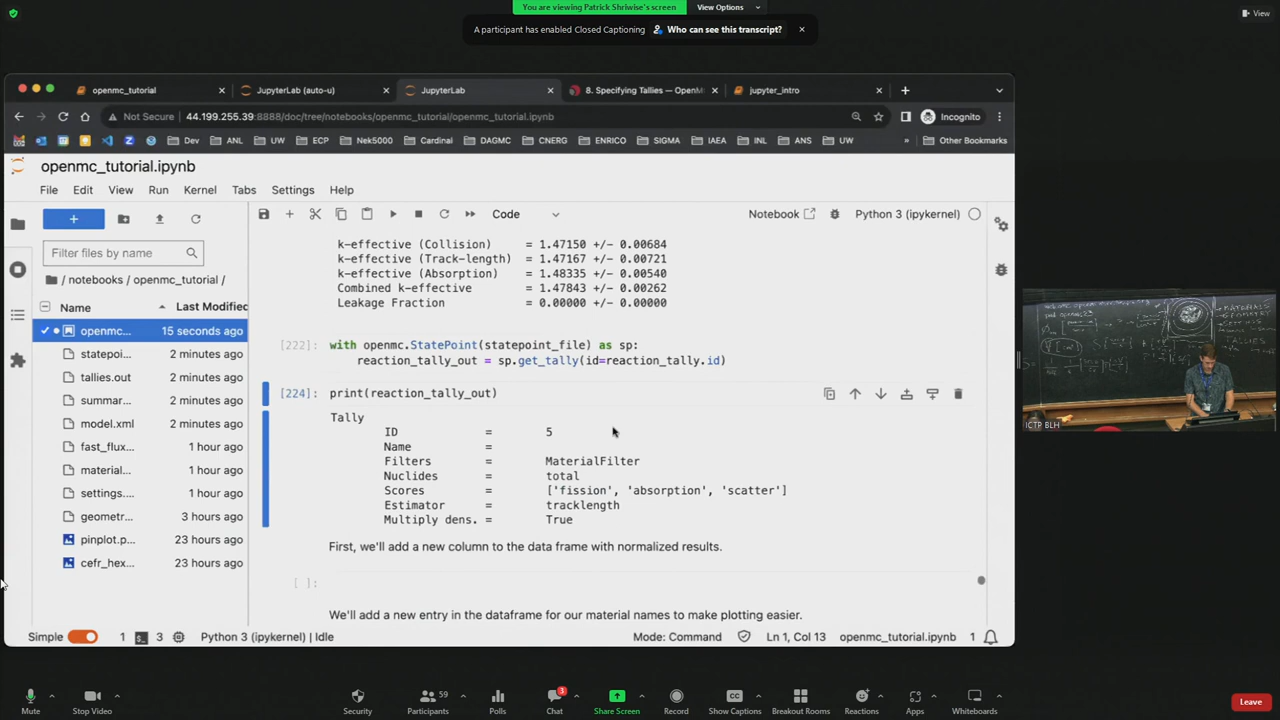 You are viewing Patrick Shriwise's screen
View Options
View
A participant has enabled Closed Captioning
Who can see this transcript?
openmc_tutorial
JupyterLab (auto-u)
JupyterLab
8. Specifying Tallies — OpenM
jupyter_intro
Not Secure
44.199.255.39:8888/doc/tree/notebooks/openmc_tutorial/openmc_tutorial.ipynb
Incognito
Dev
ANL
UW
ECP
Nek5000
Cardinal
DAGMC
CNERG
ENRICO
SIGMA
IAEA
INL
ANS
UW
»
Other Bookmarks
openmc_tutorial.ipynb
File Edit View Run Kernel Tabs Settings Help
Code
Notebook
Python 3 (ipykernel)
Filter files by name
/ notebooks / openmc_tutorial /
Name Last Modified
openmc... 15 seconds ago
statepoi... 2 minutes ago
tallies.out 2 minutes ago
summar... 2 minutes ago
model.xml 2 minutes ago
fast_flux... 1 hour ago
material... 1 hour ago
settings.... 1 hour ago
geometr... 3 hours ago
pinplot.p... 23 hours ago
cefr_hex... 23 hours ago
k-effective (Collision) = 1.47150 +/- 0.00684
k-effective (Track-length) = 1.47167 +/- 0.00721
k-effective (Absorption) = 1.48335 +/- 0.00540
Combined k-effective = 1.47843 +/- 0.00262
Leakage Fraction = 0.00000 +/- 0.00000
[222]: with openmc.StatePoint(statepoint_file) as sp:
reaction_tally_out = sp.get_tally(id=reaction_tally.id)
[224]: print(reaction_tally_out)
Tally
ID = 5
Name =
Filters = MaterialFilter
Nuclides = total
Scores = ['fission', 'absorption', 'scatter']
Estimator = tracklength
Multiply dens. = True
First, we'll add a new column to the data frame with normalized results.
[ ]:
We'll add a new entry in the dataframe for our material names to make plotting easier.
Simple 1 3 Python 3 (ipykernel) | Idle
Mode: Command Ln 1, Col 13 openmc_tutorial.ipynb 1
MATERIALS
GEOMETRY
TALLIES
ICTP BLH
Mute
Stop Video
Security
59
Participants
Polls
3
Chat
Share Screen
Record
CC
Show Captions
Breakout Rooms
Reactions
Apps
Whiteboards
Leave